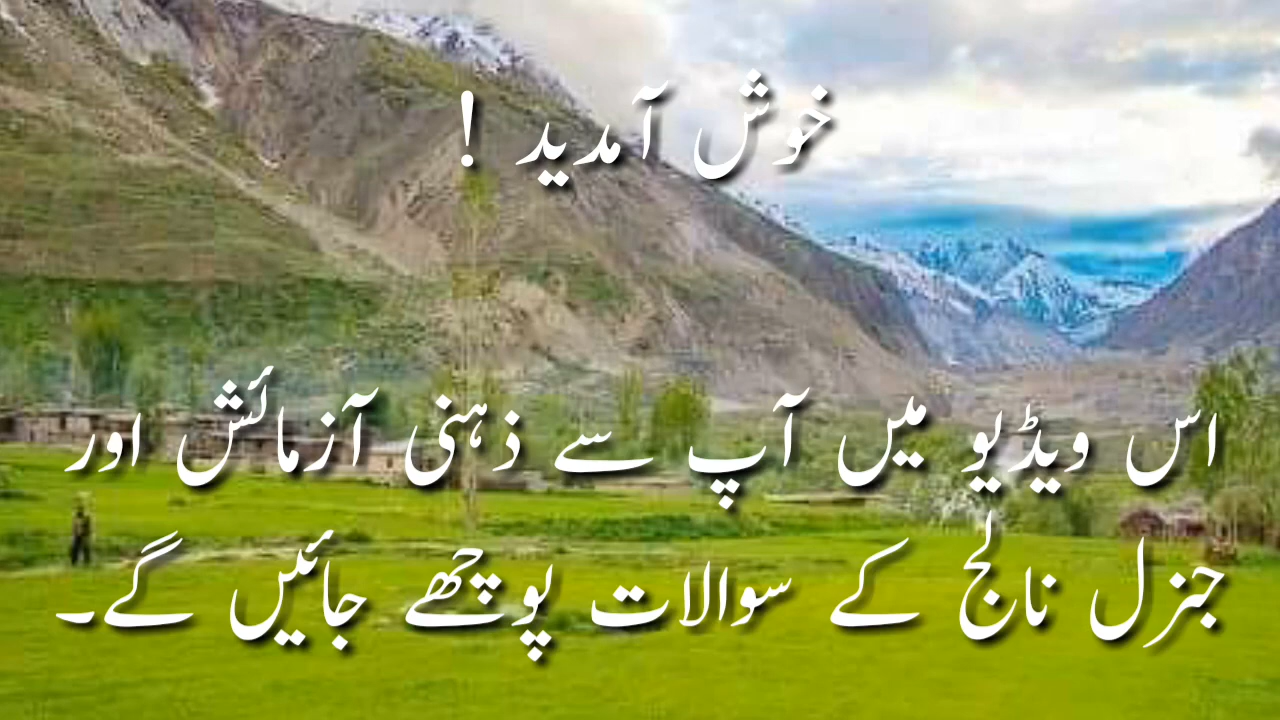 خوش آمدید !
اس ویڈیو میں آپ سے ذہنی آزمائش اور
جنرل نالج کے سوالات پوچھے جائیں گے۔